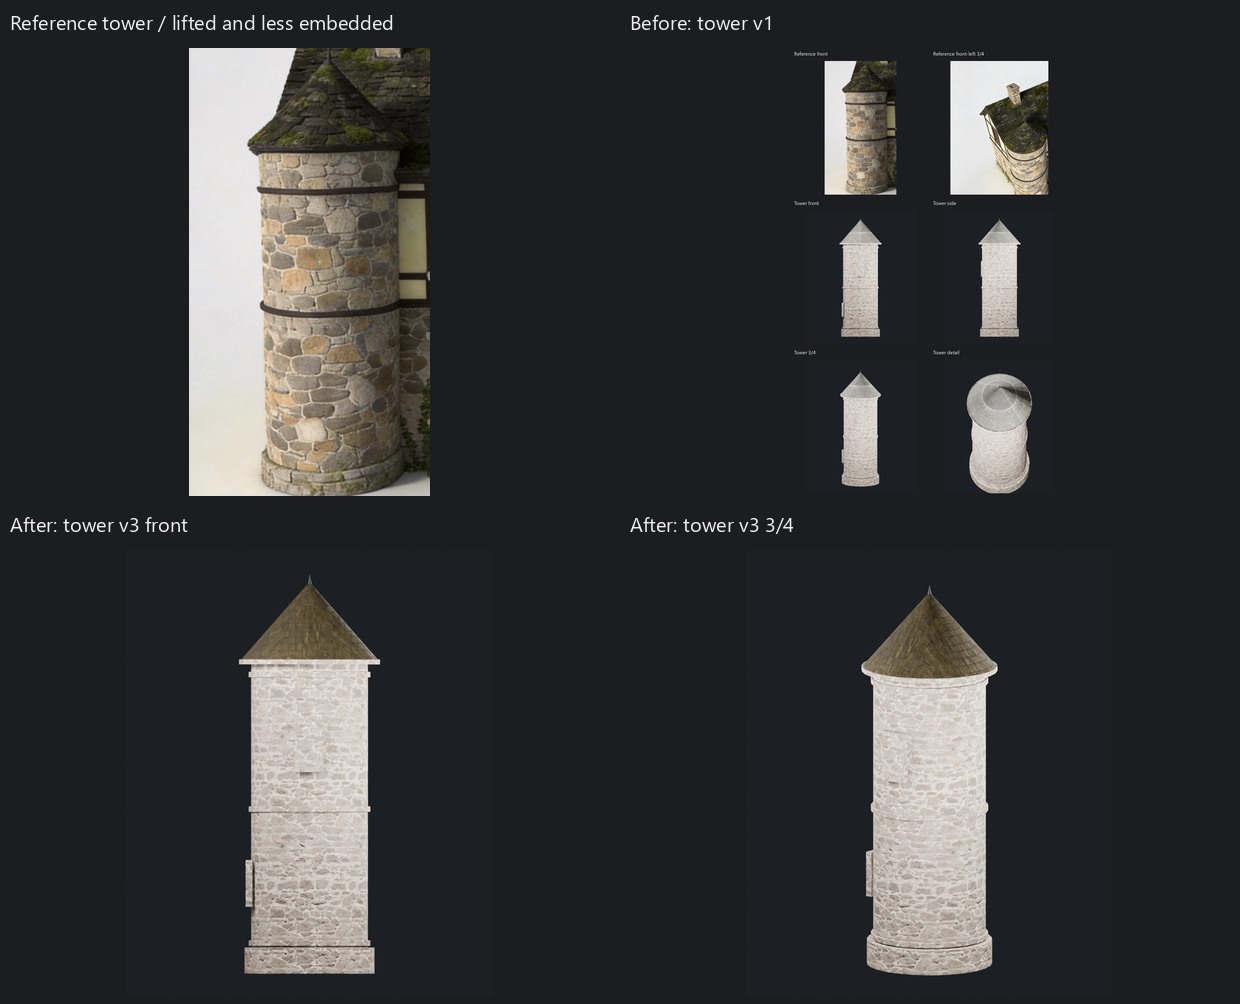 Reference tower / lifted and less embedded
Before: tower v1
Reference front
Reference front-left 3/4
Tower front
Tower side
Tower 3/4
Tower detail
After: tower v3 front
After: tower v3 3/4